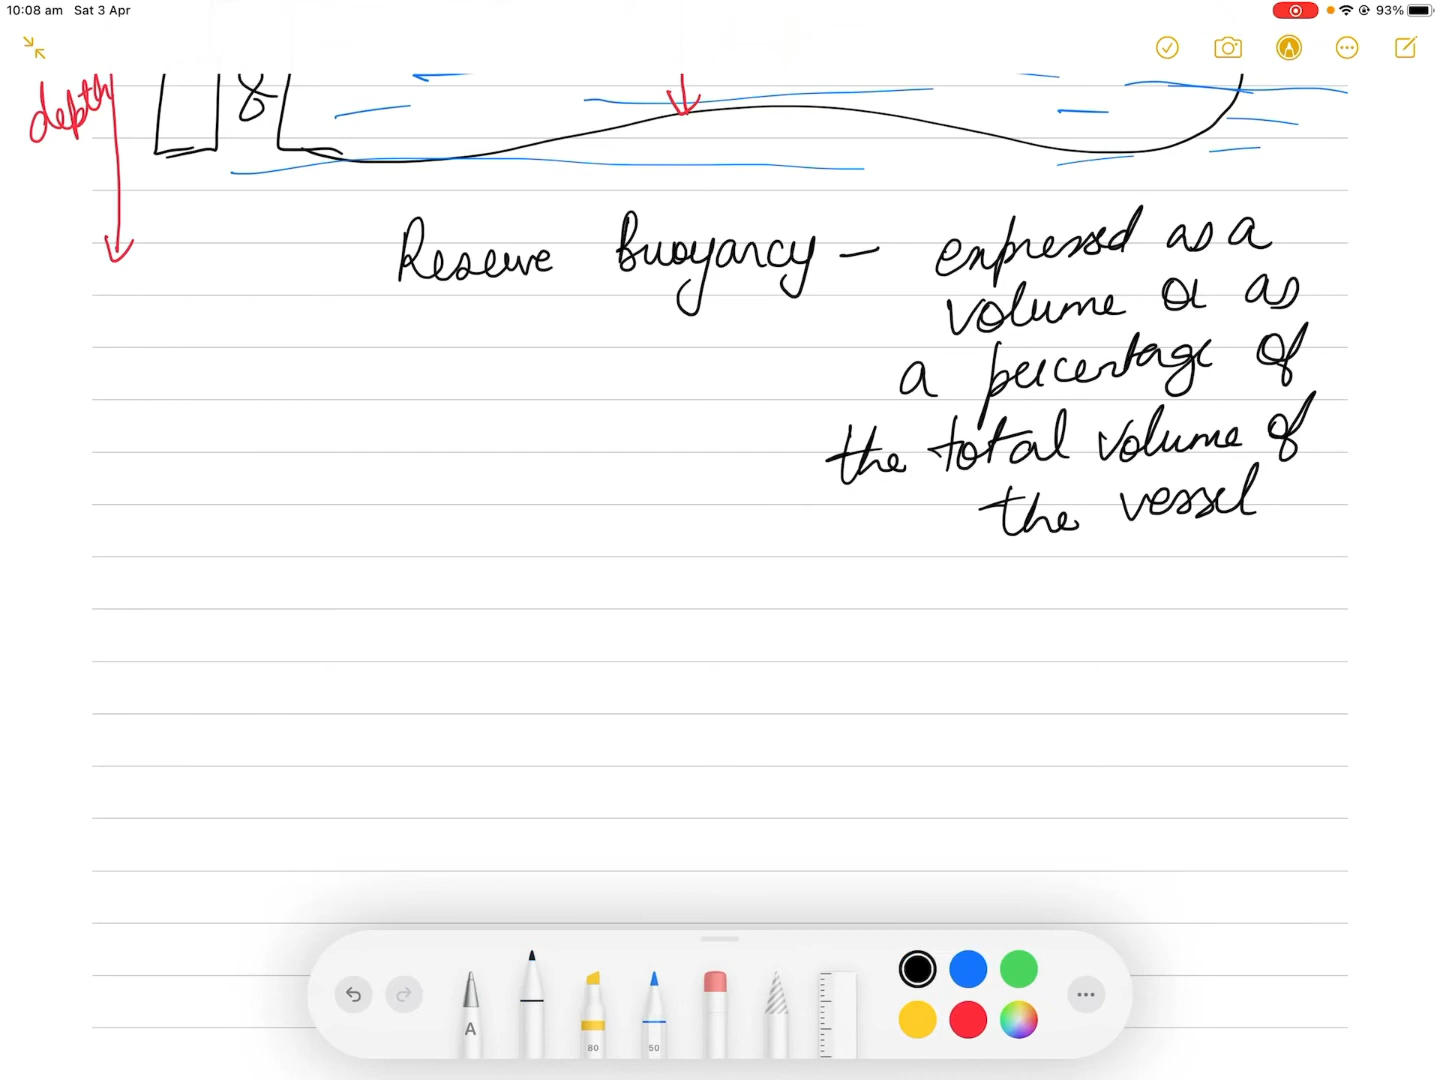 10:08 am Sat 3 Apr 93%
depth
8
Reserve Buoyancy – expressed as a
volume or as
a percentage of
the total volume of
the vessel
A 80 50